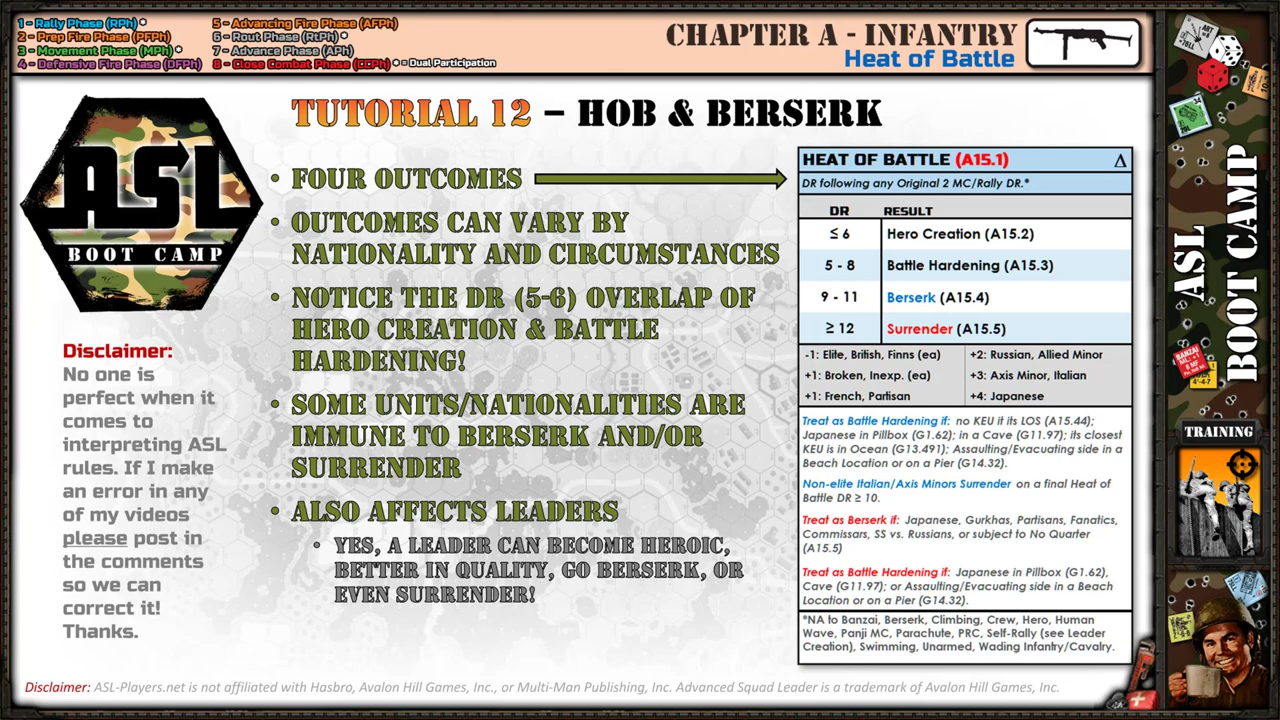 1 - Rally Phase (RPh) *
2 - Prep Fire Phase (PFPh)
3 - Movement Phase (MPh) *
4 - Defensive Fire Phase (DFPh)
5 - Advancing Fire Phase (AFPh)
6 - Rout Phase (RtPh) *
7 - Advance Phase (APh)
8 - Close Combat Phase (CCPh) * = Dual Participation
CHAPTER A - INFANTRY
Heat of Battle
ASL
BOOT CAMP
TUTORIAL 12 – HOB & BERSERK
• FOUR OUTCOMES
• OUTCOMES CAN VARY BY
NATIONALITY AND CIRCUMSTANCES
• NOTICE THE DR (5-6) OVERLAP OF
HERO CREATION & BATTLE
HARDENING!
• SOME UNITS/NATIONALITIES ARE
IMMUNE TO BERSERK AND/OR
SURRENDER
• ALSO AFFECTS LEADERS
• YES, A LEADER CAN BECOME HEROIC,
BETTER IN QUALITY, GO BERSERK, OR
EVEN SURRENDER!
Disclaimer:
No one is
perfect when it
comes to
interpreting ASL
rules. If I make
an error in any
of my videos
please post in
the comments
so we can
correct it!
Thanks.
HEAT OF BATTLE (A15.1) Δ
DR following any Original 2 MC/Rally DR.*
DR RESULT
≤ 6 Hero Creation (A15.2)
5 - 8 Battle Hardening (A15.3)
9 - 11 Berserk (A15.4)
≥ 12 Surrender (A15.5)
-1: Elite, British, Finns (ea) +2: Russian, Allied Minor
+1: Broken, Inexp. (ea) +3: Axis Minor, Italian
+1: French, Partisan +4: Japanese
Treat as Battle Hardening if: no KEU it its LOS (A15.44);
Japanese in Pillbox (G1.62); in a Cave (G11.97); its closest
KEU is in Ocean (G13.491); Assaulting/Evacuating side in a
Beach Location or on a Pier (G14.32).
Non-elite Italian/Axis Minors Surrender on a final Heat of
Battle DR ≥ 10.
Treat as Berserk if: Japanese, Gurkhas, Partisans, Fanatics,
Commissars, SS vs. Russians, or subject to No Quarter
(A15.5)
Treat as Battle Hardening if: Japanese in Pillbox (G1.62),
Cave (G11.97); or Assaulting/Evacuating side in a Beach
Location or on a Pier (G14.32).
*NA to Banzai, Berserk, Climbing, Crew, Hero, Human
Wave, Panji MC, Parachute, PRC, Self-Rally (see Leader
Creation), Swimming, Unarmed, Wading Infantry/Cavalry.
ASL
BOOT CAMP
TRAINING
Disclaimer: ASL-Players.net is not affiliated with Hasbro, Avalon Hill Games, Inc., or Multi-Man Publishing, Inc. Advanced Squad Leader is a trademark of Avalon Hill Games, Inc.